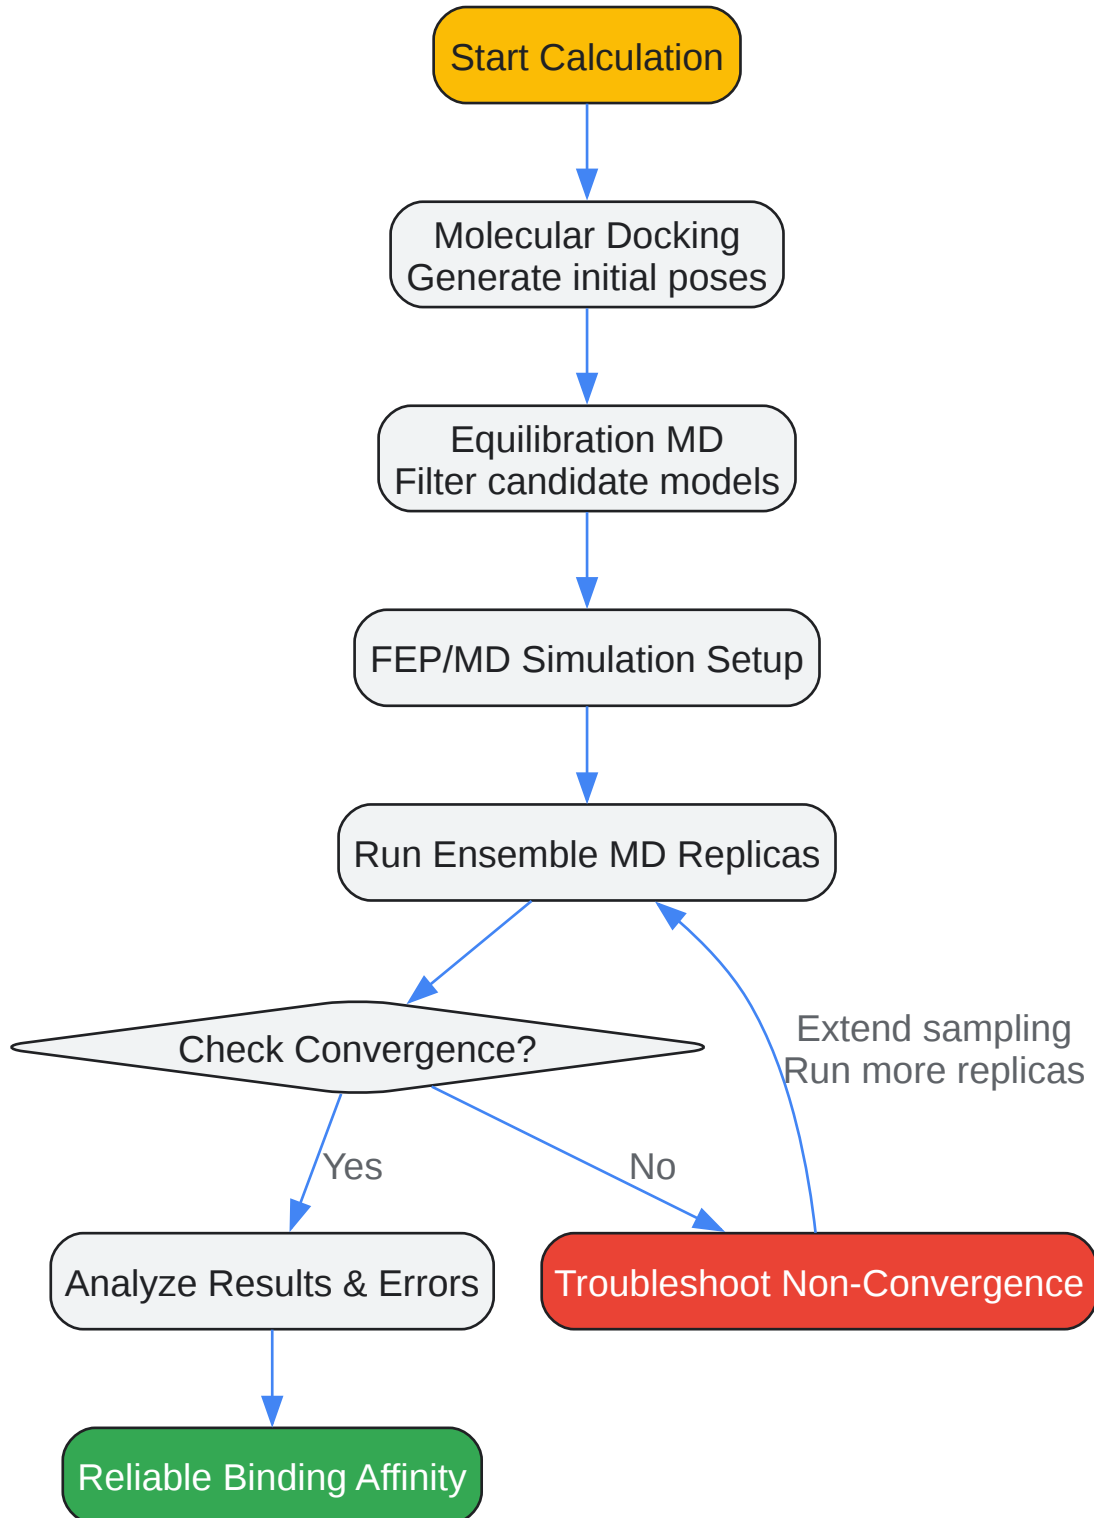 Start Calculation
Molecular Docking
Generate initial poses
Equilibration MD
Filter candidate models
FEP/MD Simulation Setup
Run Ensemble MD Replicas
Extend sampling
Run more replicas
Check Convergence?
Yes
No
Analyze Results & Errors
Troubleshoot Non-Convergence
Reliable Binding Affinity